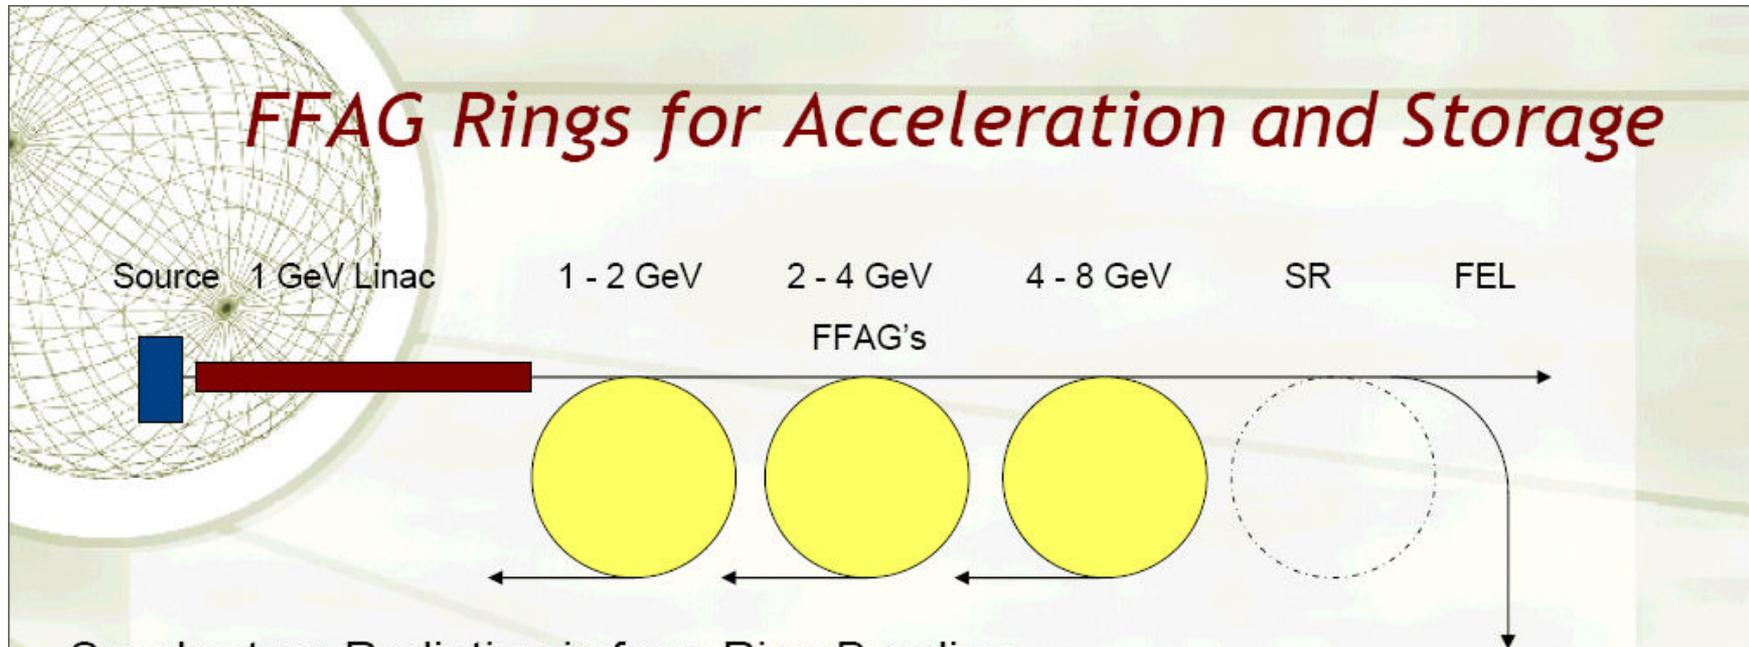 FFAG Rings for Acceleration and Storage
Source 1 GeV Linac 1 - 2 GeV 2 - 4 GeV 4 - 8 GeV SR FEL
FFAG's